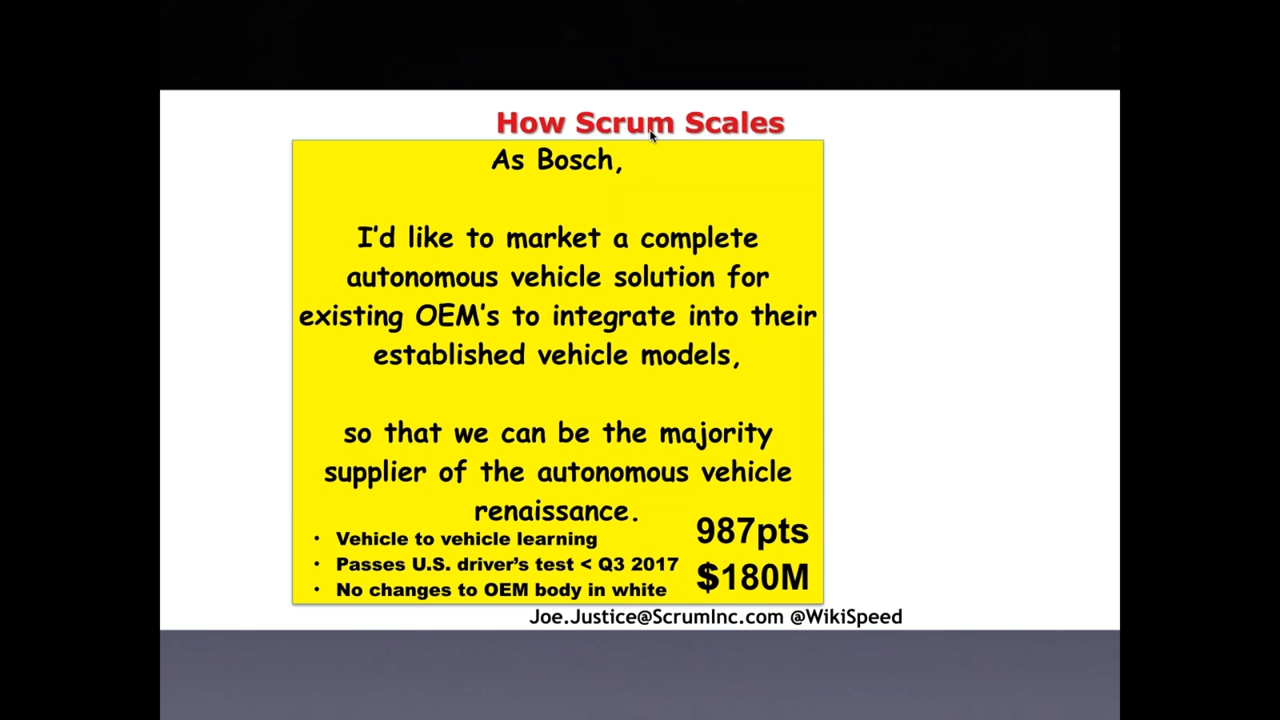 How Scrum Scales
As Bosch,
I'd like to market a complete
autonomous vehicle solution for
existing OEM's to integrate into their
established vehicle models,
so that we can be the majority
supplier of the autonomous vehicle
renaissance.
• Vehicle to vehicle learning
• Passes U.S. driver's test < Q3 2017
• No changes to OEM body in white
987pts
$180M
Joe.Justice@ScrumInc.com @WikiSpeed